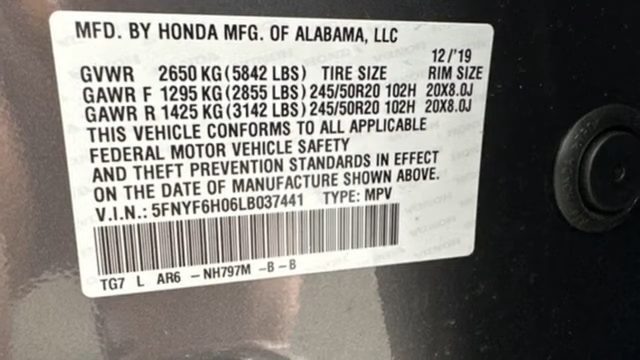 MFD. BY HONDA MFG. OF ALABAMA, LLC
12/'19
GVWR 2650 KG (5842 LBS) TIRE SIZE RIM SIZE
GAWR F 1295 KG (2855 LBS) 245/50R20 102H 20X8.0J
GAWR R 1425 KG (3142 LBS) 245/50R20 102H 20X8.0J
THIS VEHICLE CONFORMS TO ALL APPLICABLE
FEDERAL MOTOR VEHICLE SAFETY
AND THEFT PREVENTION STANDARDS IN EFFECT
ON THE DATE OF MANUFACTURE SHOWN ABOVE.
V.I.N.: 5FNYF6H06LB037441 TYPE: MPV
TG7 L AR6 -NH797M -B -B